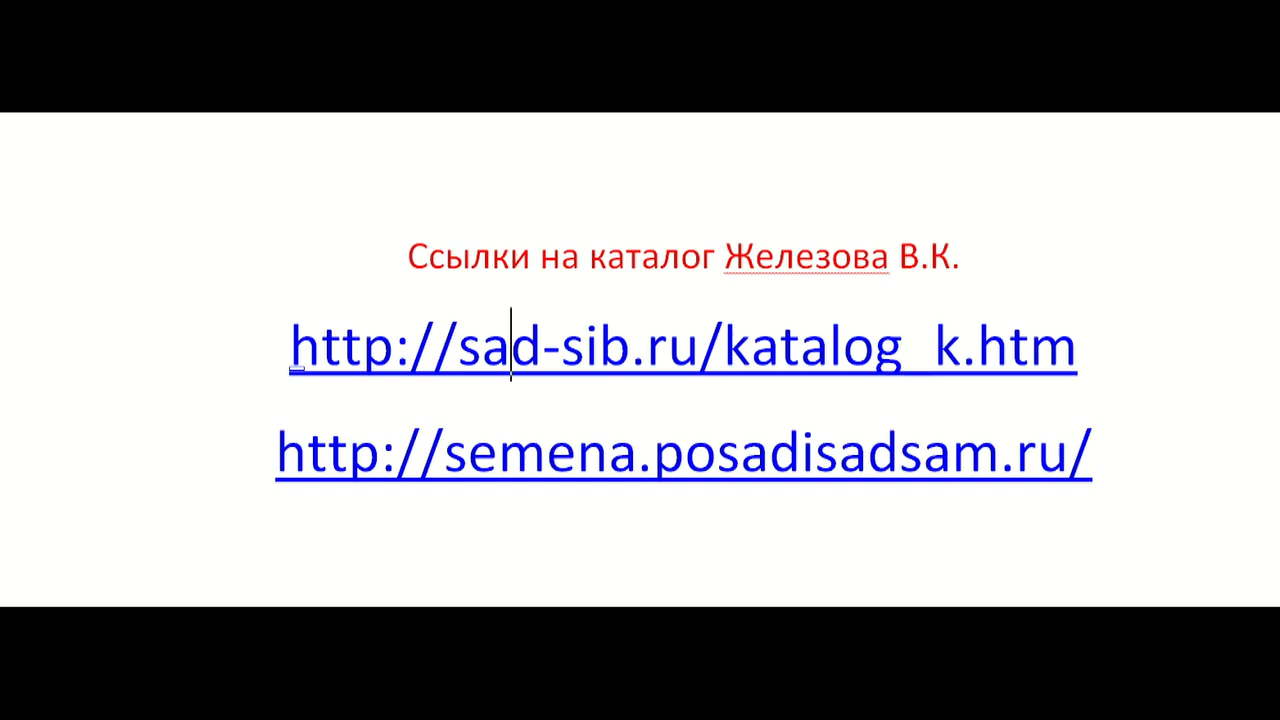 Ссылки на каталог Железова В.К.
http://sad-sib.ru/katalog_k.htm
http://semena.posadisadsam.ru/